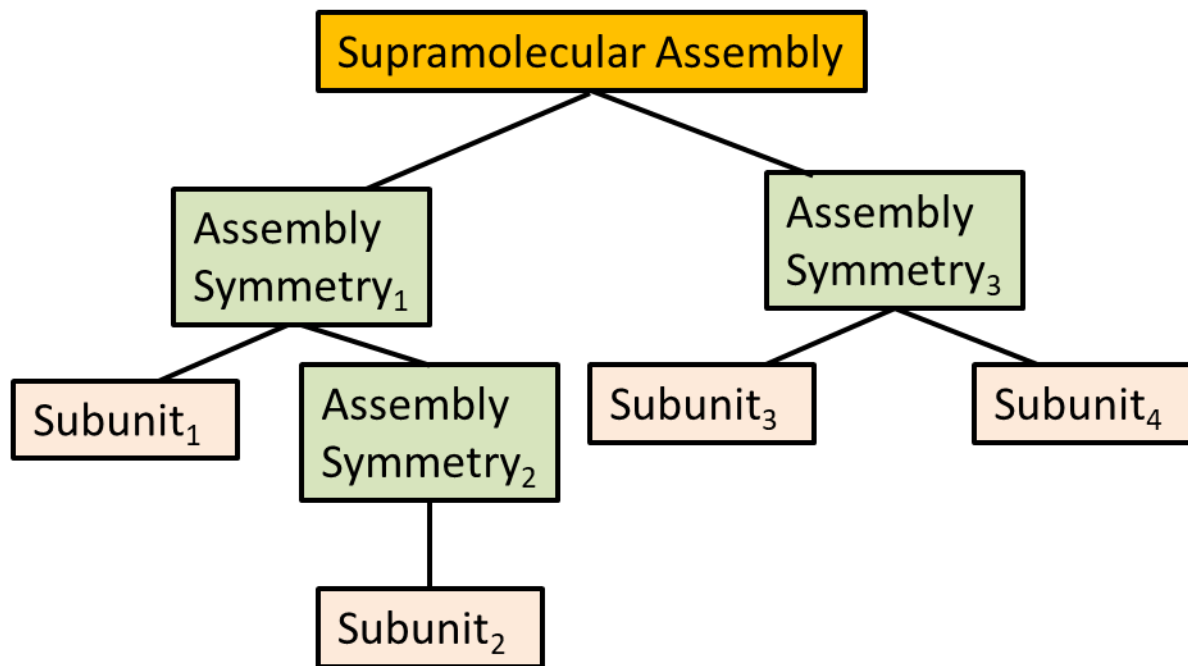 Supramolecular Assembly
Assembly
Symmetry₁
Assembly
Symmetry₃
Subunit₁
Assembly
Symmetry₂
Subunit₃
Subunit₄
Subunit₂